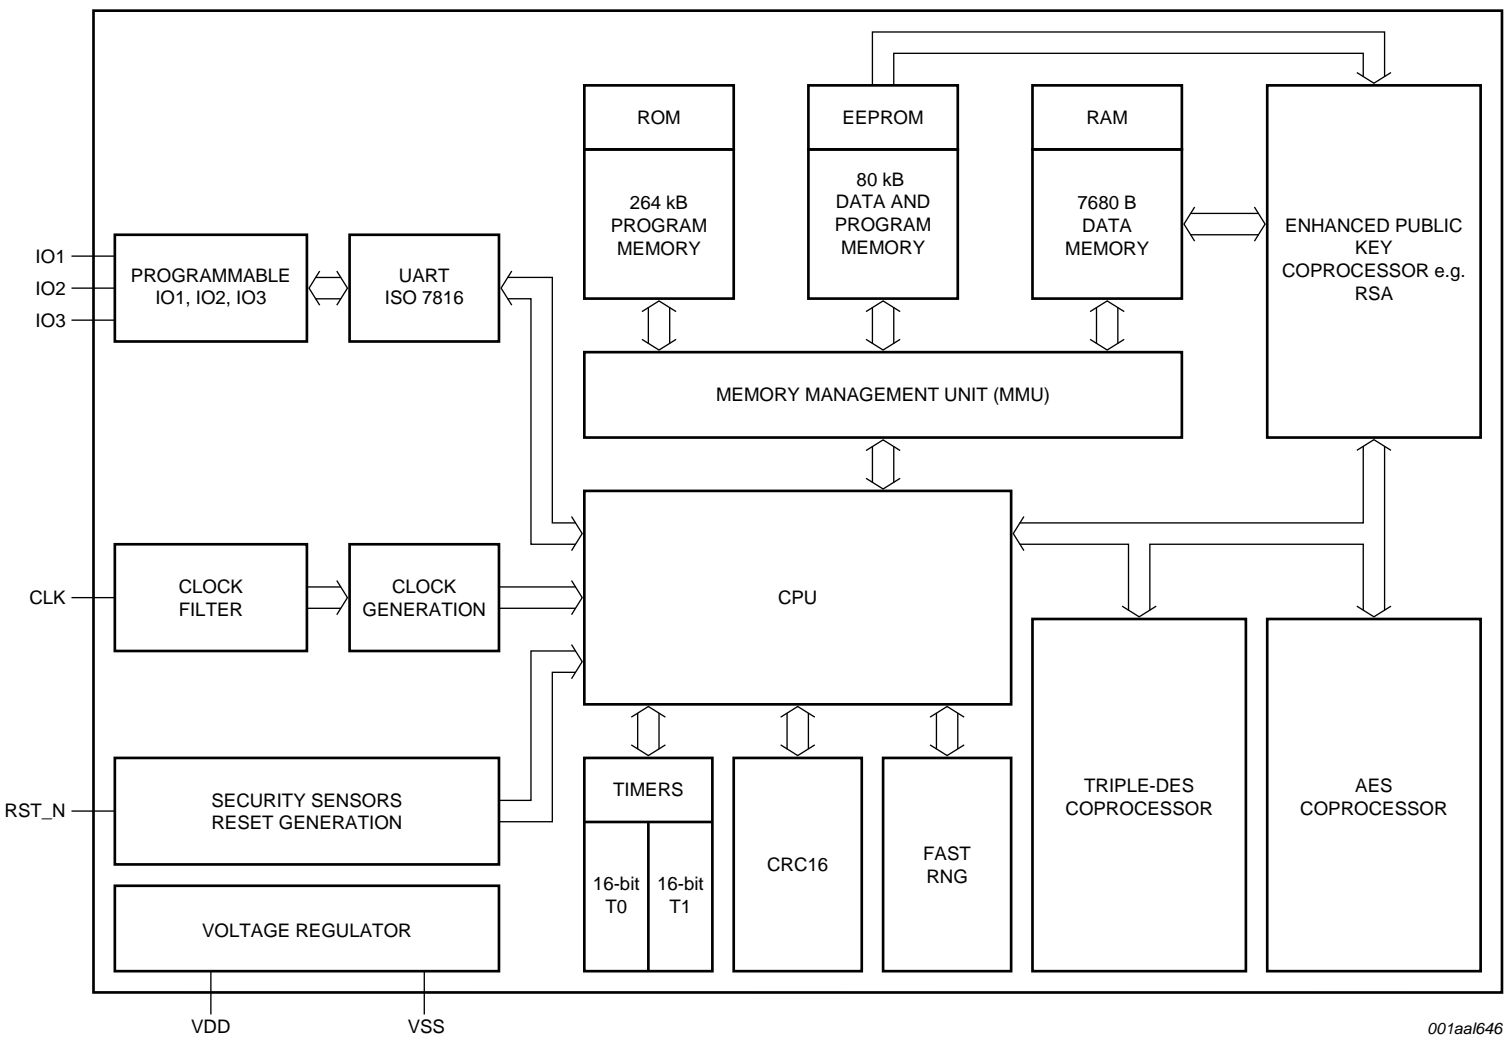 ROM
264 kB
PROGRAM
MEMORY
EEPROM
80 kB
DATA AND
PROGRAM
MEMORY
RAM
7680 B
DATA
MEMORY
ENHANCED PUBLIC
KEY
COPROCESSOR e.g.
RSA
IO1
IO2
IO3
PROGRAMMABLE
IO1, IO2, IO3
UART
ISO 7816
MEMORY MANAGEMENT UNIT (MMU)
CLK
CLOCK
FILTER
CLOCK
GENERATION
CPU
RST_N
SECURITY SENSORS
RESET GENERATION
TIMERS
16-bit
T0
16-bit
T1
CRC16
FAST
RNG
TRIPLE-DES
COPROCESSOR
AES
COPROCESSOR
VOLTAGE REGULATOR
VDD
VSS
001aal646